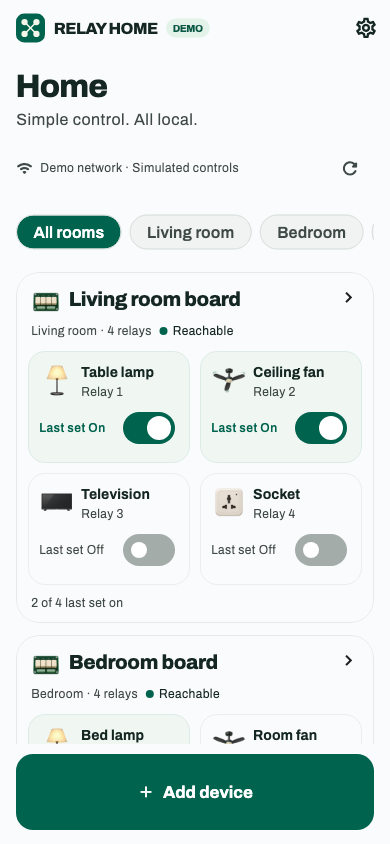 RELAY HOME DEMO
Home
Simple control. All local.
Demo network · Simulated controls
All rooms Living room Bedroom
Living room board
Living room · 4 relays Reachable
Table lamp
Relay 1
Last set On
Ceiling fan
Relay 2
Last set On
Television
Relay 3
Last set Off
Socket
Relay 4
Last set Off
2 of 4 last set on
Bedroom board
Bedroom · 4 relays Reachable
Bed lamp
Room fan
+ Add device